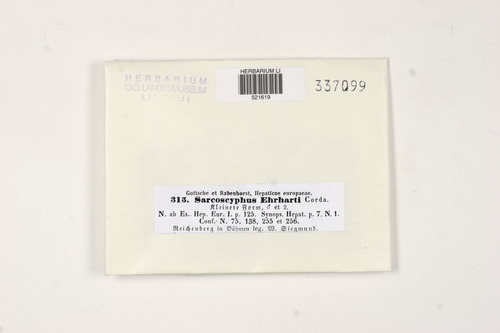 HERBARIUM
O.Ö. LANDESMUSEUM
HERBARIUM LI
521619
337099
Gottsche et Rabenhorst, Hepaticae europaeae.
315. Sarcoscyphus Ehrharti Corda.
Kleinere Form, ♂ et ♀.
N. ab Es. Hep. Eur. I. p. 125. Synops. Hepat. p. 7. N. 1.
Conf. N. 75, 138, 255 et 256.
Reichenberg in Böhmen leg. W. Siegmund.